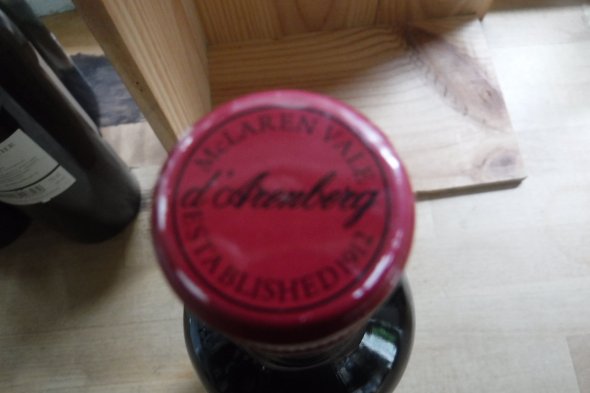 McLAREN VALE
d'Arenberg
ESTABLISHED 1912